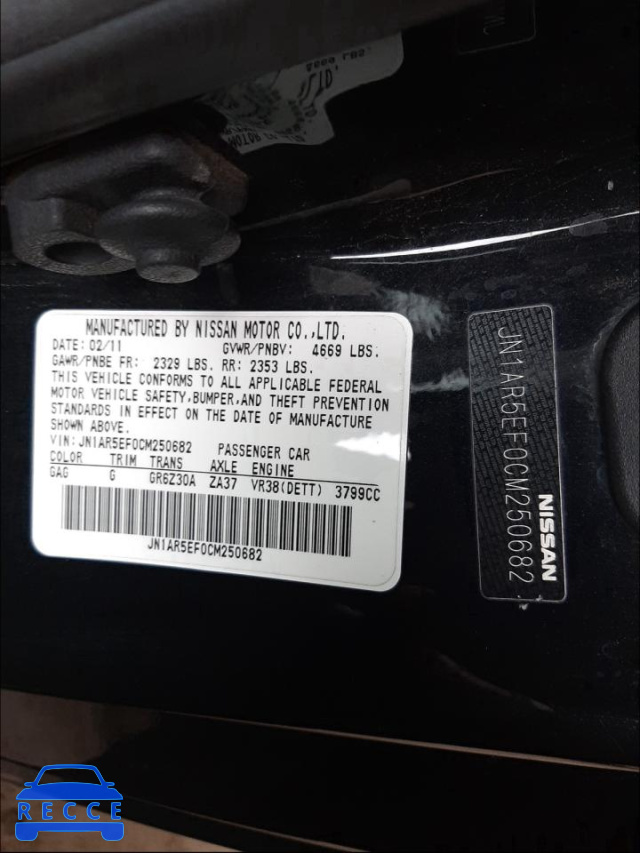 MANUFACTURED BY NISSAN MOTOR CO.,LTD.
DATE: 02/11 GVWR/PNBV: 4669 LBS.
GAWR/PNBE FR: 2329 LBS. RR: 2353 LBS.
THIS VEHICLE CONFORMS TO ALL APPLICABLE FEDERAL
MOTOR VEHICLE SAFETY,BUMPER,AND THEFT PREVENTION
STANDARDS IN EFFECT ON THE DATE OF MANUFACTURE
SHOWN ABOVE.
VIN: JN1AR5EF0CM250682 PASSENGER CAR
COLOR TRIM TRANS AXLE ENGINE
GAG G GR6Z30A ZA37 VR38(DETT) 3799CC
JN1AR5EF0CM250682
JN1AR5EF0CM250682
NISSAN
RECCE